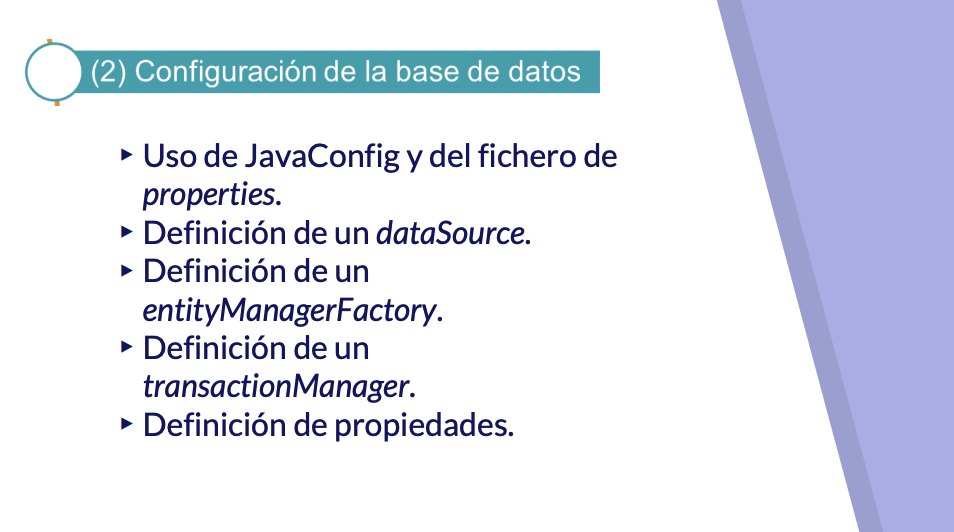 (2) Configuración de la base de datos
▸ Uso de JavaConfig y del fichero de
properties.
▸ Definición de un dataSource.
▸ Definición de un
entityManagerFactory.
▸ Definición de un
transactionManager.
▸ Definición de propiedades.